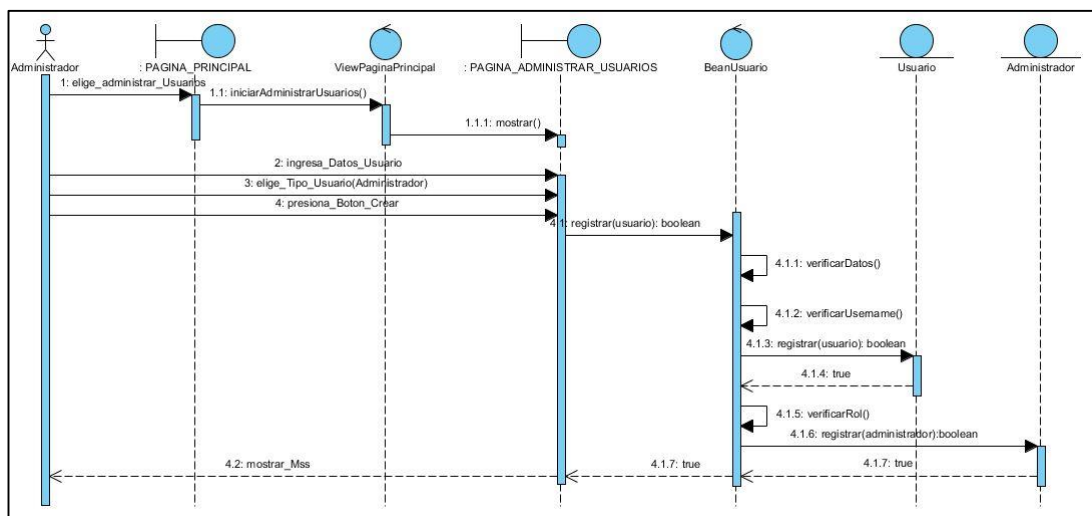 Administrador
: PAGINA_PRINCIPAL
ViewPaginaPrincipal
: PAGINA_ADMINISTRAR_USUARIOS
BeanUsuario
Usuario
Administrador
1: elige_administrar_Usuarios
1.1: iniciarAdministrarUsuarios()
1.1.1: mostrar()
2: ingresa_Datos_Usuario
3: elige_Tipo_Usuario(Administrador)
4: presiona_Boton_Crear
4.1: registrar(usuario): boolean
4.1.1: verificarDatos()
4.1.2: verificarUsername()
4.1.3: registrar(usuario): boolean
4.1.4: true
4.1.5: verificarRol()
4.1.6: registrar(administrador):boolean
4.2: mostrar_Mss
4.1.7: true
4.1.7: true